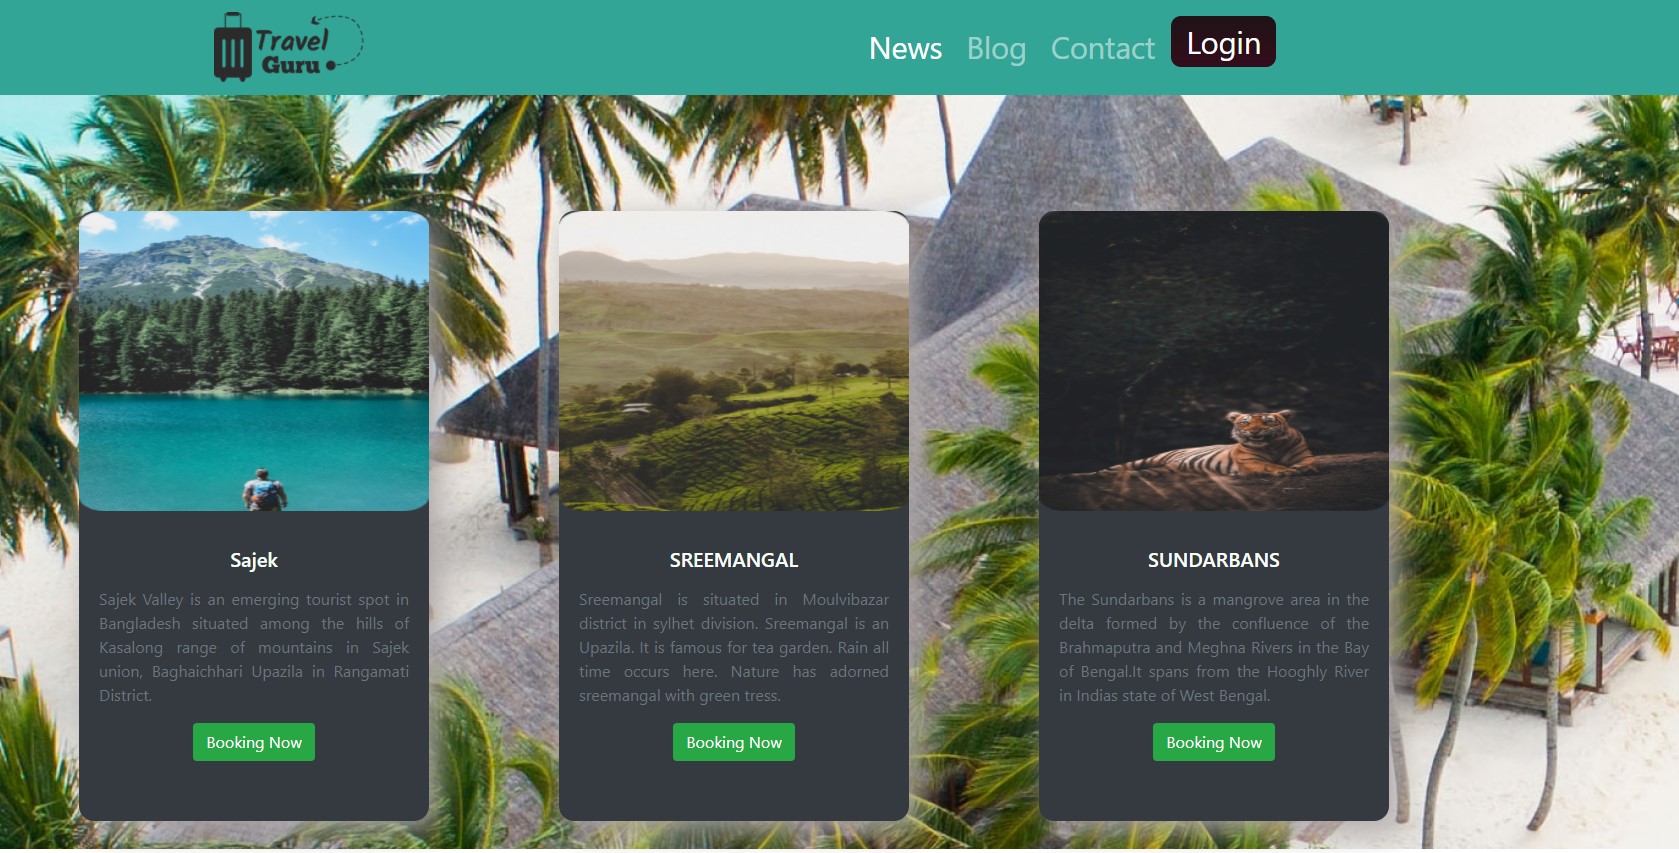 Travel
Guru
News Blog Contact Login
Sajek
Sajek Valley is an emerging tourist spot in
Bangladesh situated among the hills of
Kasalong range of mountains in Sajek
union, Baghaichhari Upazila in Rangamati
District.
Booking Now
SREEMANGAL
Sreemangal is situated in Moulvibazar
district in sylhet division. Sreemangal is an
Upazila. It is famous for tea garden. Rain all
time occurs here. Nature has adorned
sreemangal with green tress.
Booking Now
SUNDARBANS
The Sundarbans is a mangrove area in the
delta formed by the confluence of the
Brahmaputra and Meghna Rivers in the Bay
of Bengal.It spans from the Hooghly River
in Indias state of West Bengal.
Booking Now